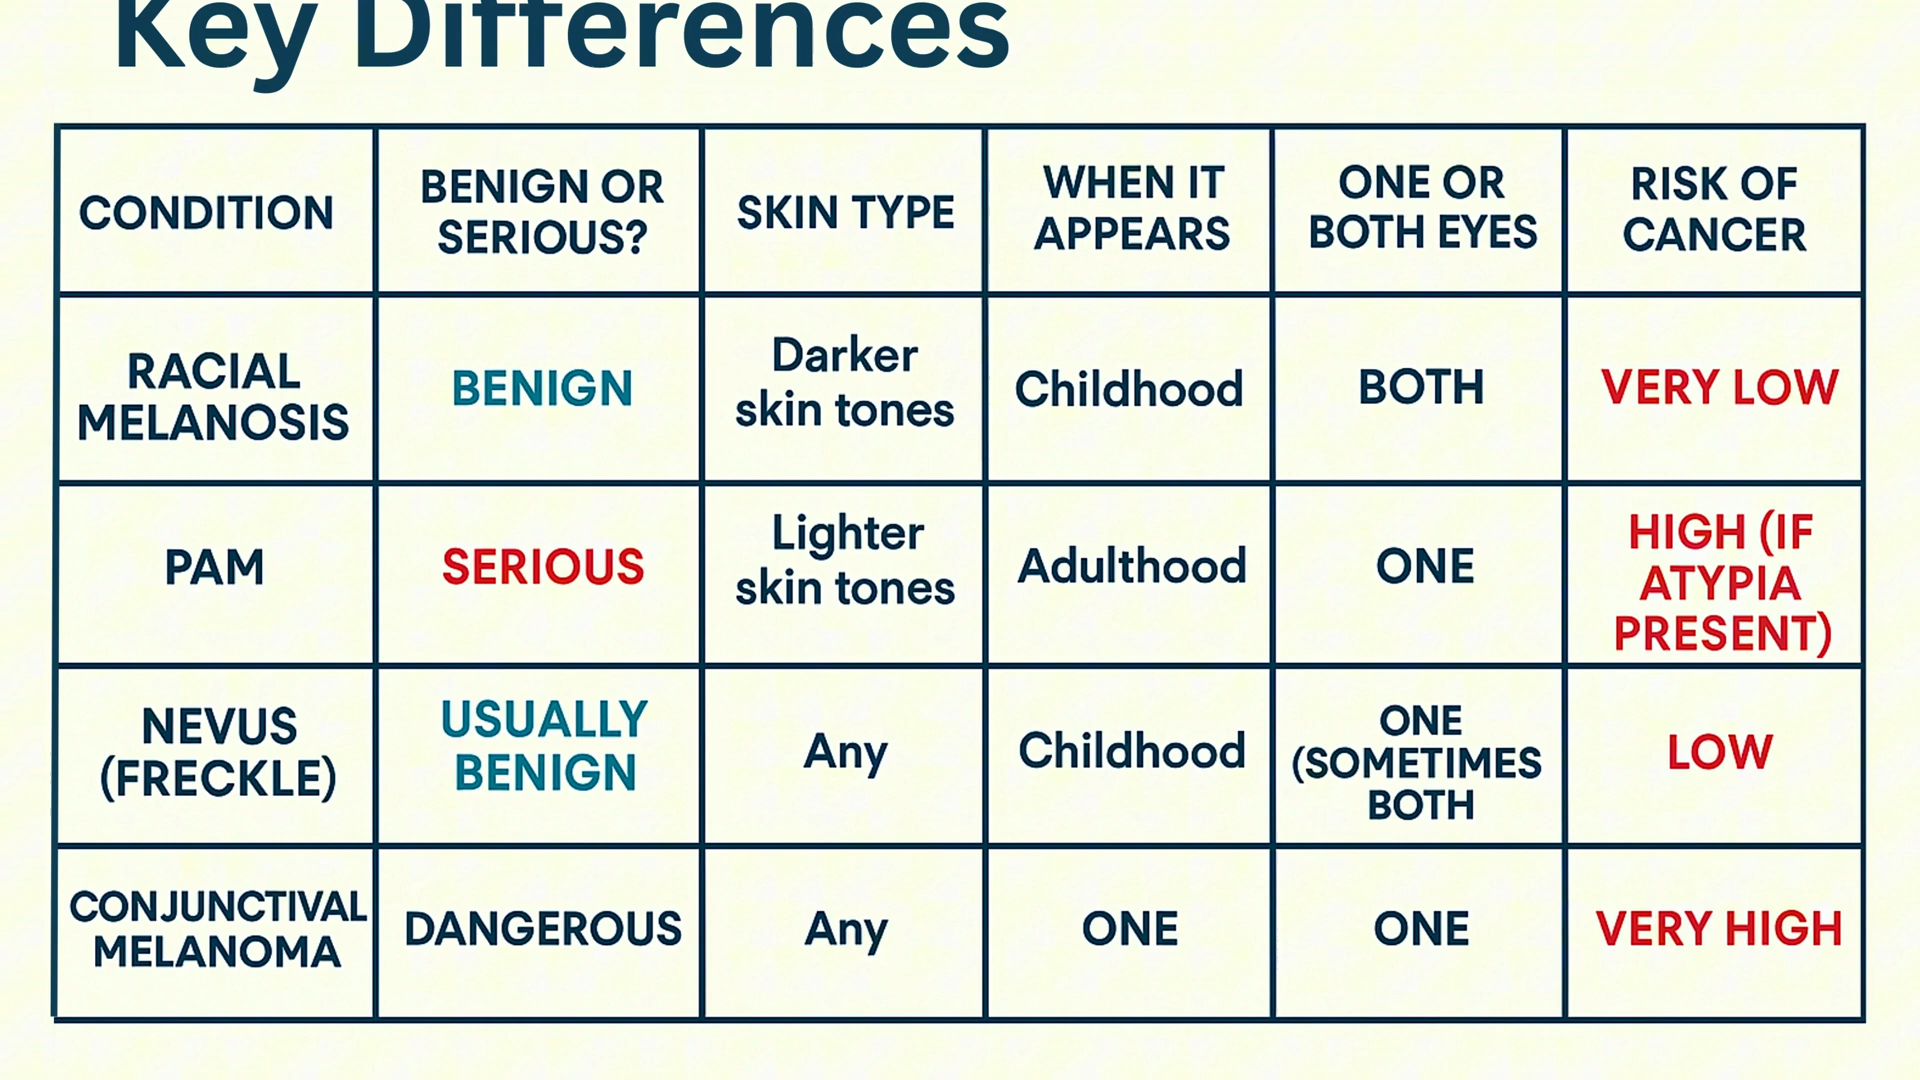 Key Differences
CONDITION
BENIGN OR
SERIOUS?
SKIN TYPE
WHEN IT
APPEARS
ONE OR
BOTH EYES
RISK OF
CANCER
RACIAL
MELANOSIS
BENIGN
Darker
skin tones
Childhood
BOTH
VERY LOW
PAM
SERIOUS
Lighter
skin tones
Adulthood
ONE
HIGH (IF
ATYPIA
PRESENT)
NEVUS
(FRECKLE)
USUALLY
BENIGN
Any
Childhood
ONE
(SOMETIMES
BOTH
LOW
CONJUNCTIVAL
MELANOMA
DANGEROUS
Any
ONE
ONE
VERY HIGH